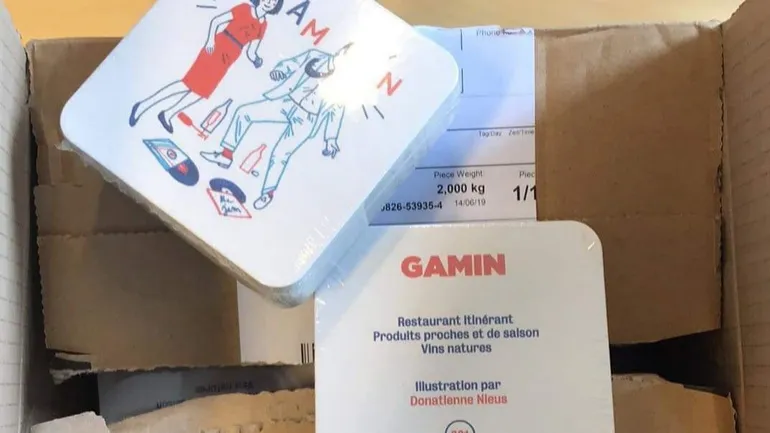 AM
N
Phone
Piece Weight
Piec
2,000 kg
1/1
0826-53935-4 14/06/19
GAMIN
Restaurant Itinérant
Produits proches et de saison
Vins natures
Illustration par
Donatienne Nieus